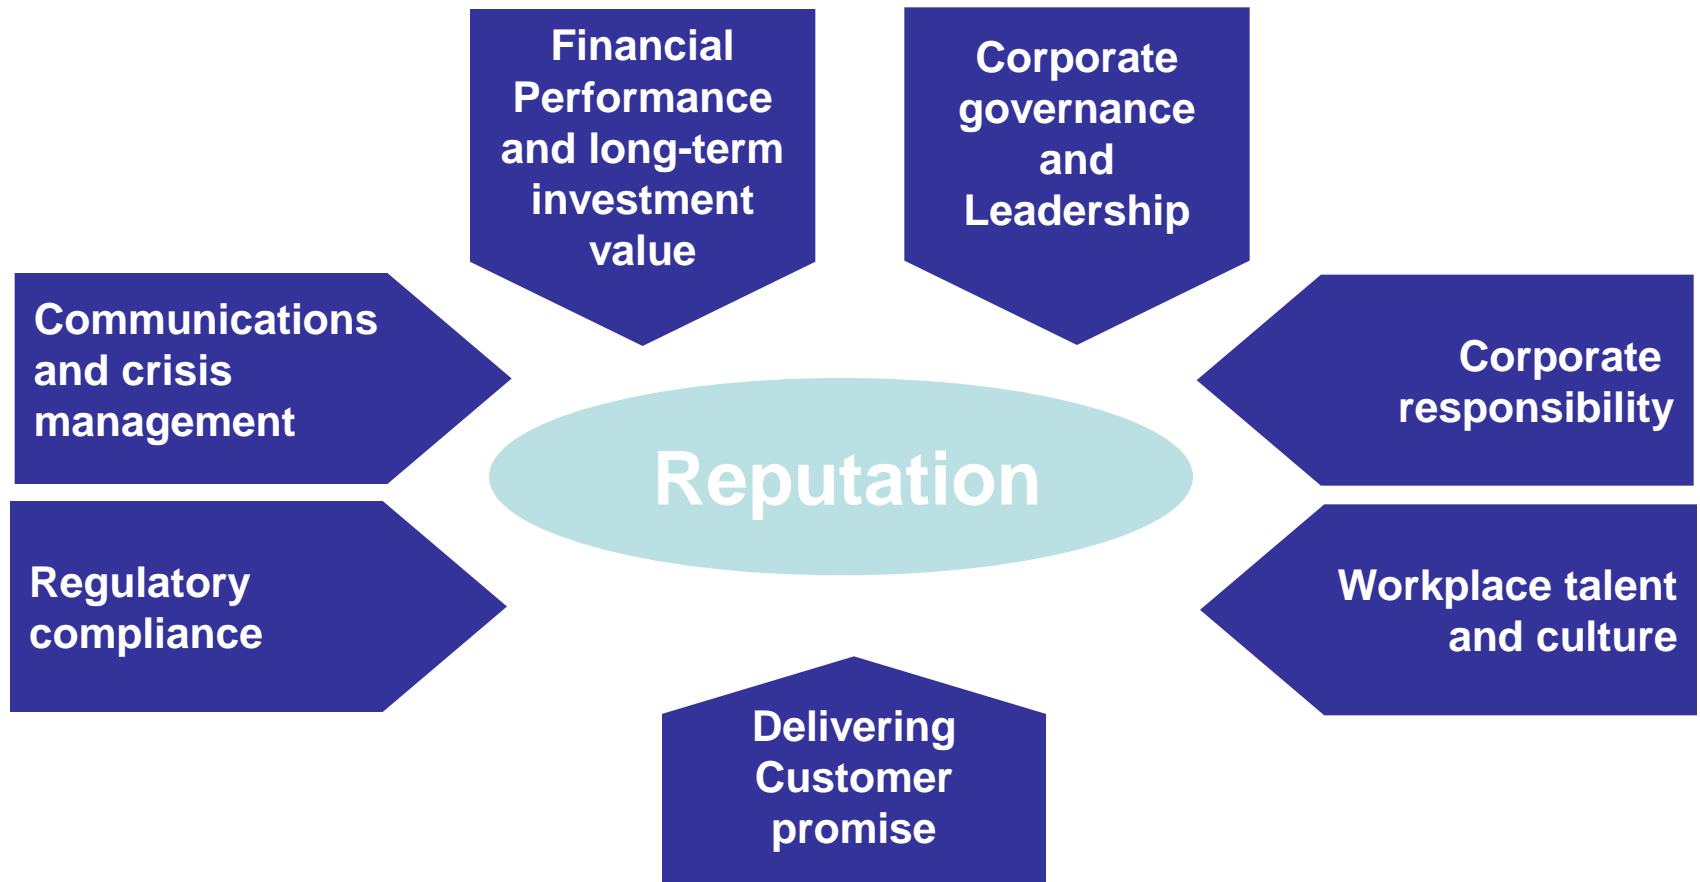 Financial
Performance
and long-term
investment
value
Corporate
governance
and
Leadership
Communications
and crisis
management
Corporate
responsibility
Reputation
Regulatory
compliance
Workplace talent
and culture
Delivering
Customer
promise